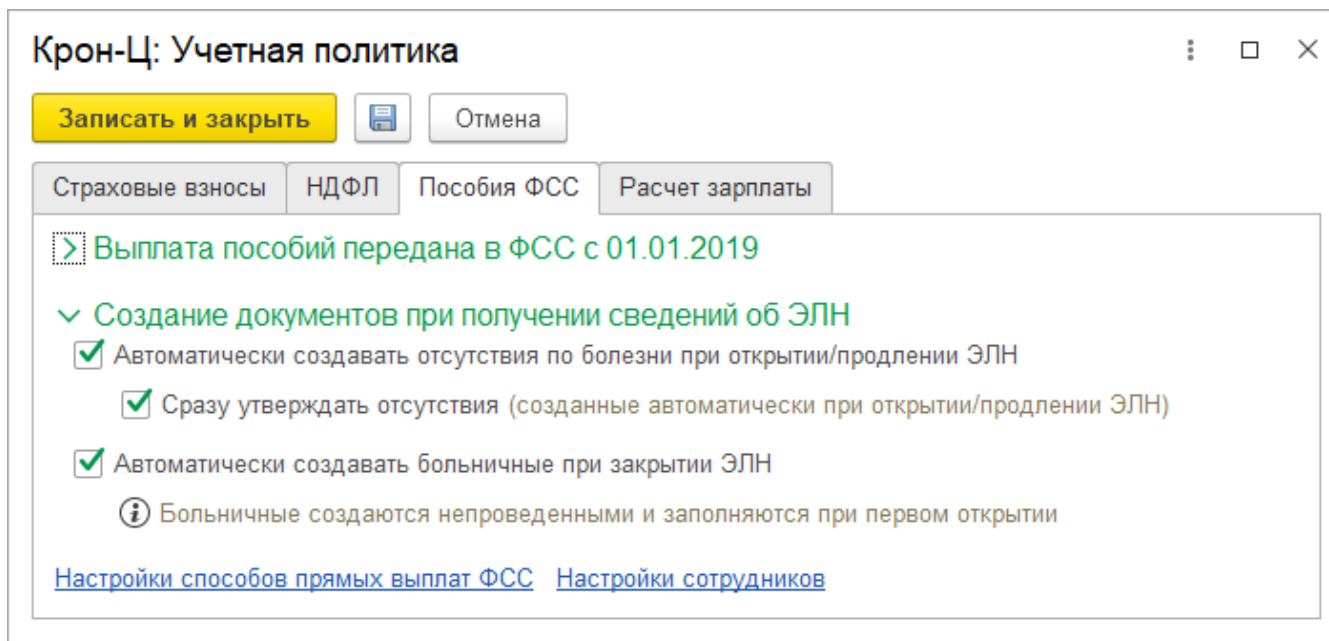 Крон-Ц: Учетная политика
Записать и закрыть Отмена
Страховые взносы НДФЛ Пособия ФСС Расчет зарплаты
Выплата пособий передана в ФСС с 01.01.2019
Создание документов при получении сведений об ЭЛН
Автоматически создавать отсутствия по болезни при открытии/продлении ЭЛН
Сразу утверждать отсутствия (созданные автоматически при открытии/продлении ЭЛН)
Автоматически создавать больничные при закрытии ЭЛН
Больничные создаются непроведенными и заполняются при первом открытии
Настройки способов прямых выплат ФСС Настройки сотрудников